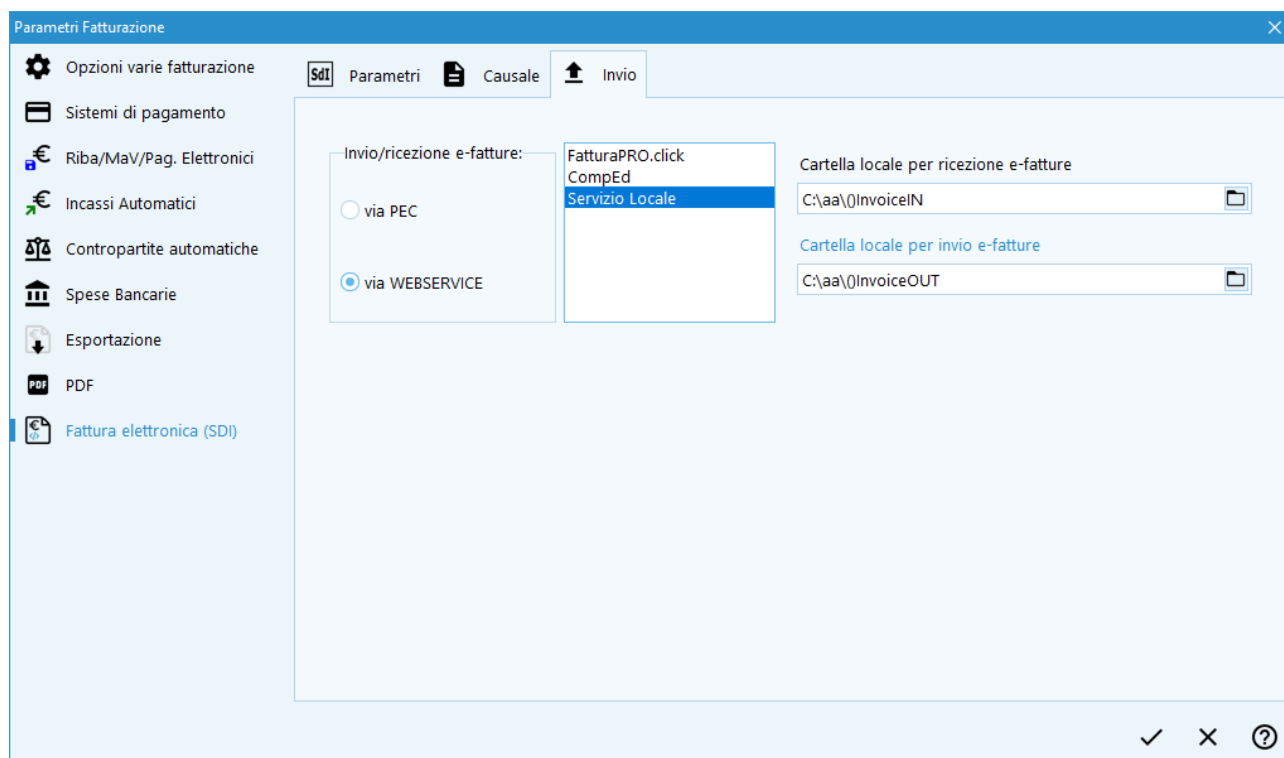 Parametri Fatturazione
Opzioni varie fatturazione
Sistemi di pagamento
Riba/MaV/Pag. Elettronici
Incassi Automatici
Contropartite automatiche
Spese Bancarie
Esportazione
PDF PDF
Fattura elettronica (SDI)
SdI Parametri
Causale
Invio
Invio/ricezione e-fatture:
via PEC
via WEBSERVICE
FatturaPRO.click
CompEd
Servizio Locale
Cartella locale per ricezione e-fatture
C:\aa\()InvoiceIN
Cartella locale per invio e-fatture
C:\aa\()InvoiceOUT